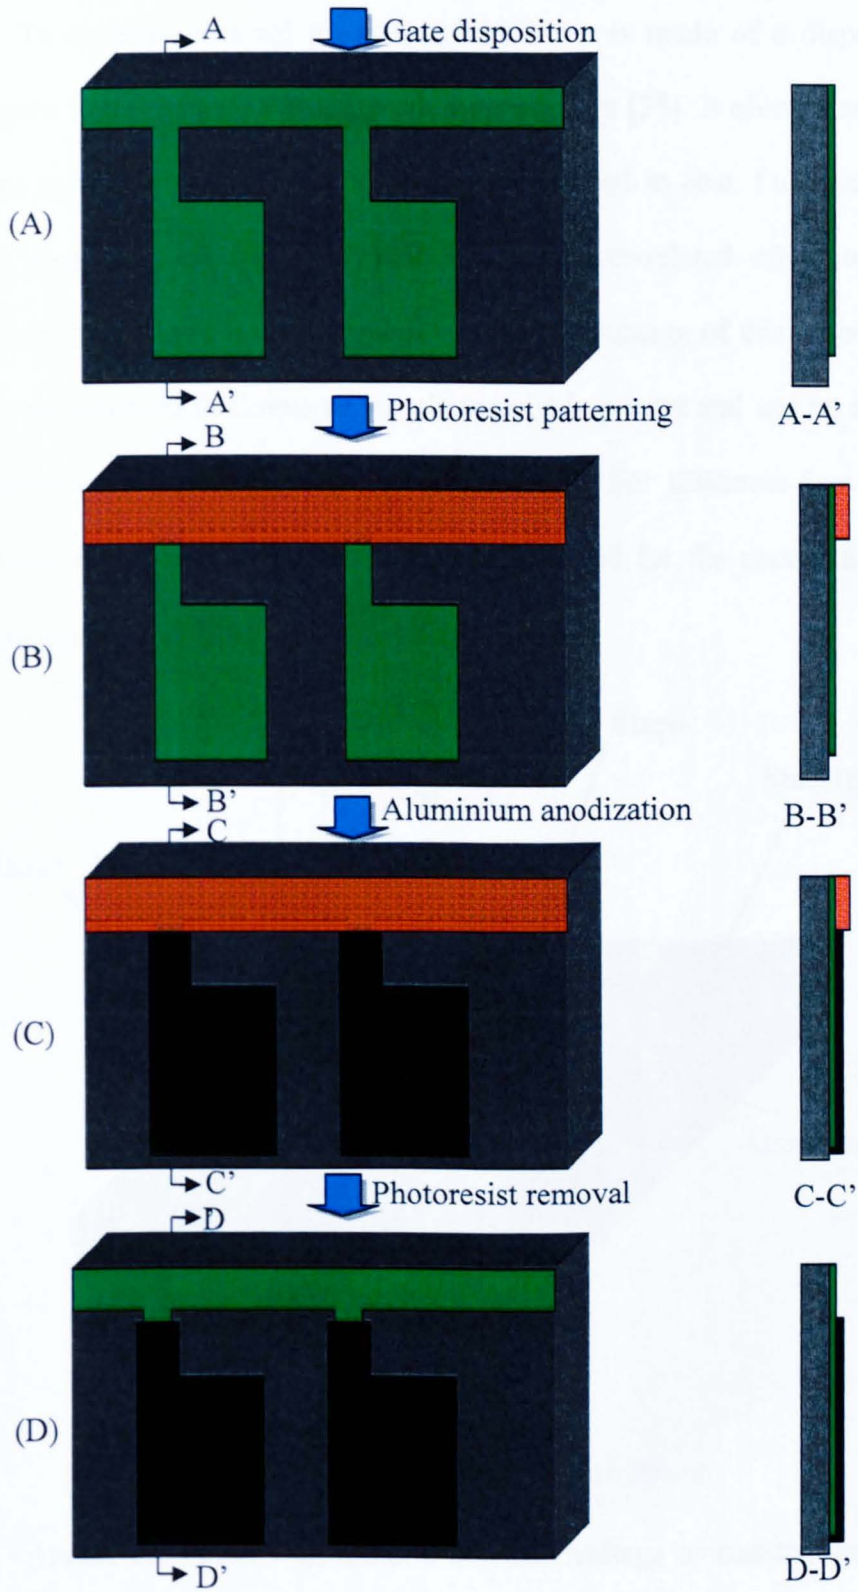 A
Gate disposition
(A)
A'
A-A'
Photoresist patterning
B
(B)
B'
B-B'
Aluminium anodization
C
(C)
C'
C-C'
Photoresist removal
D
(D)
D'
D-D'